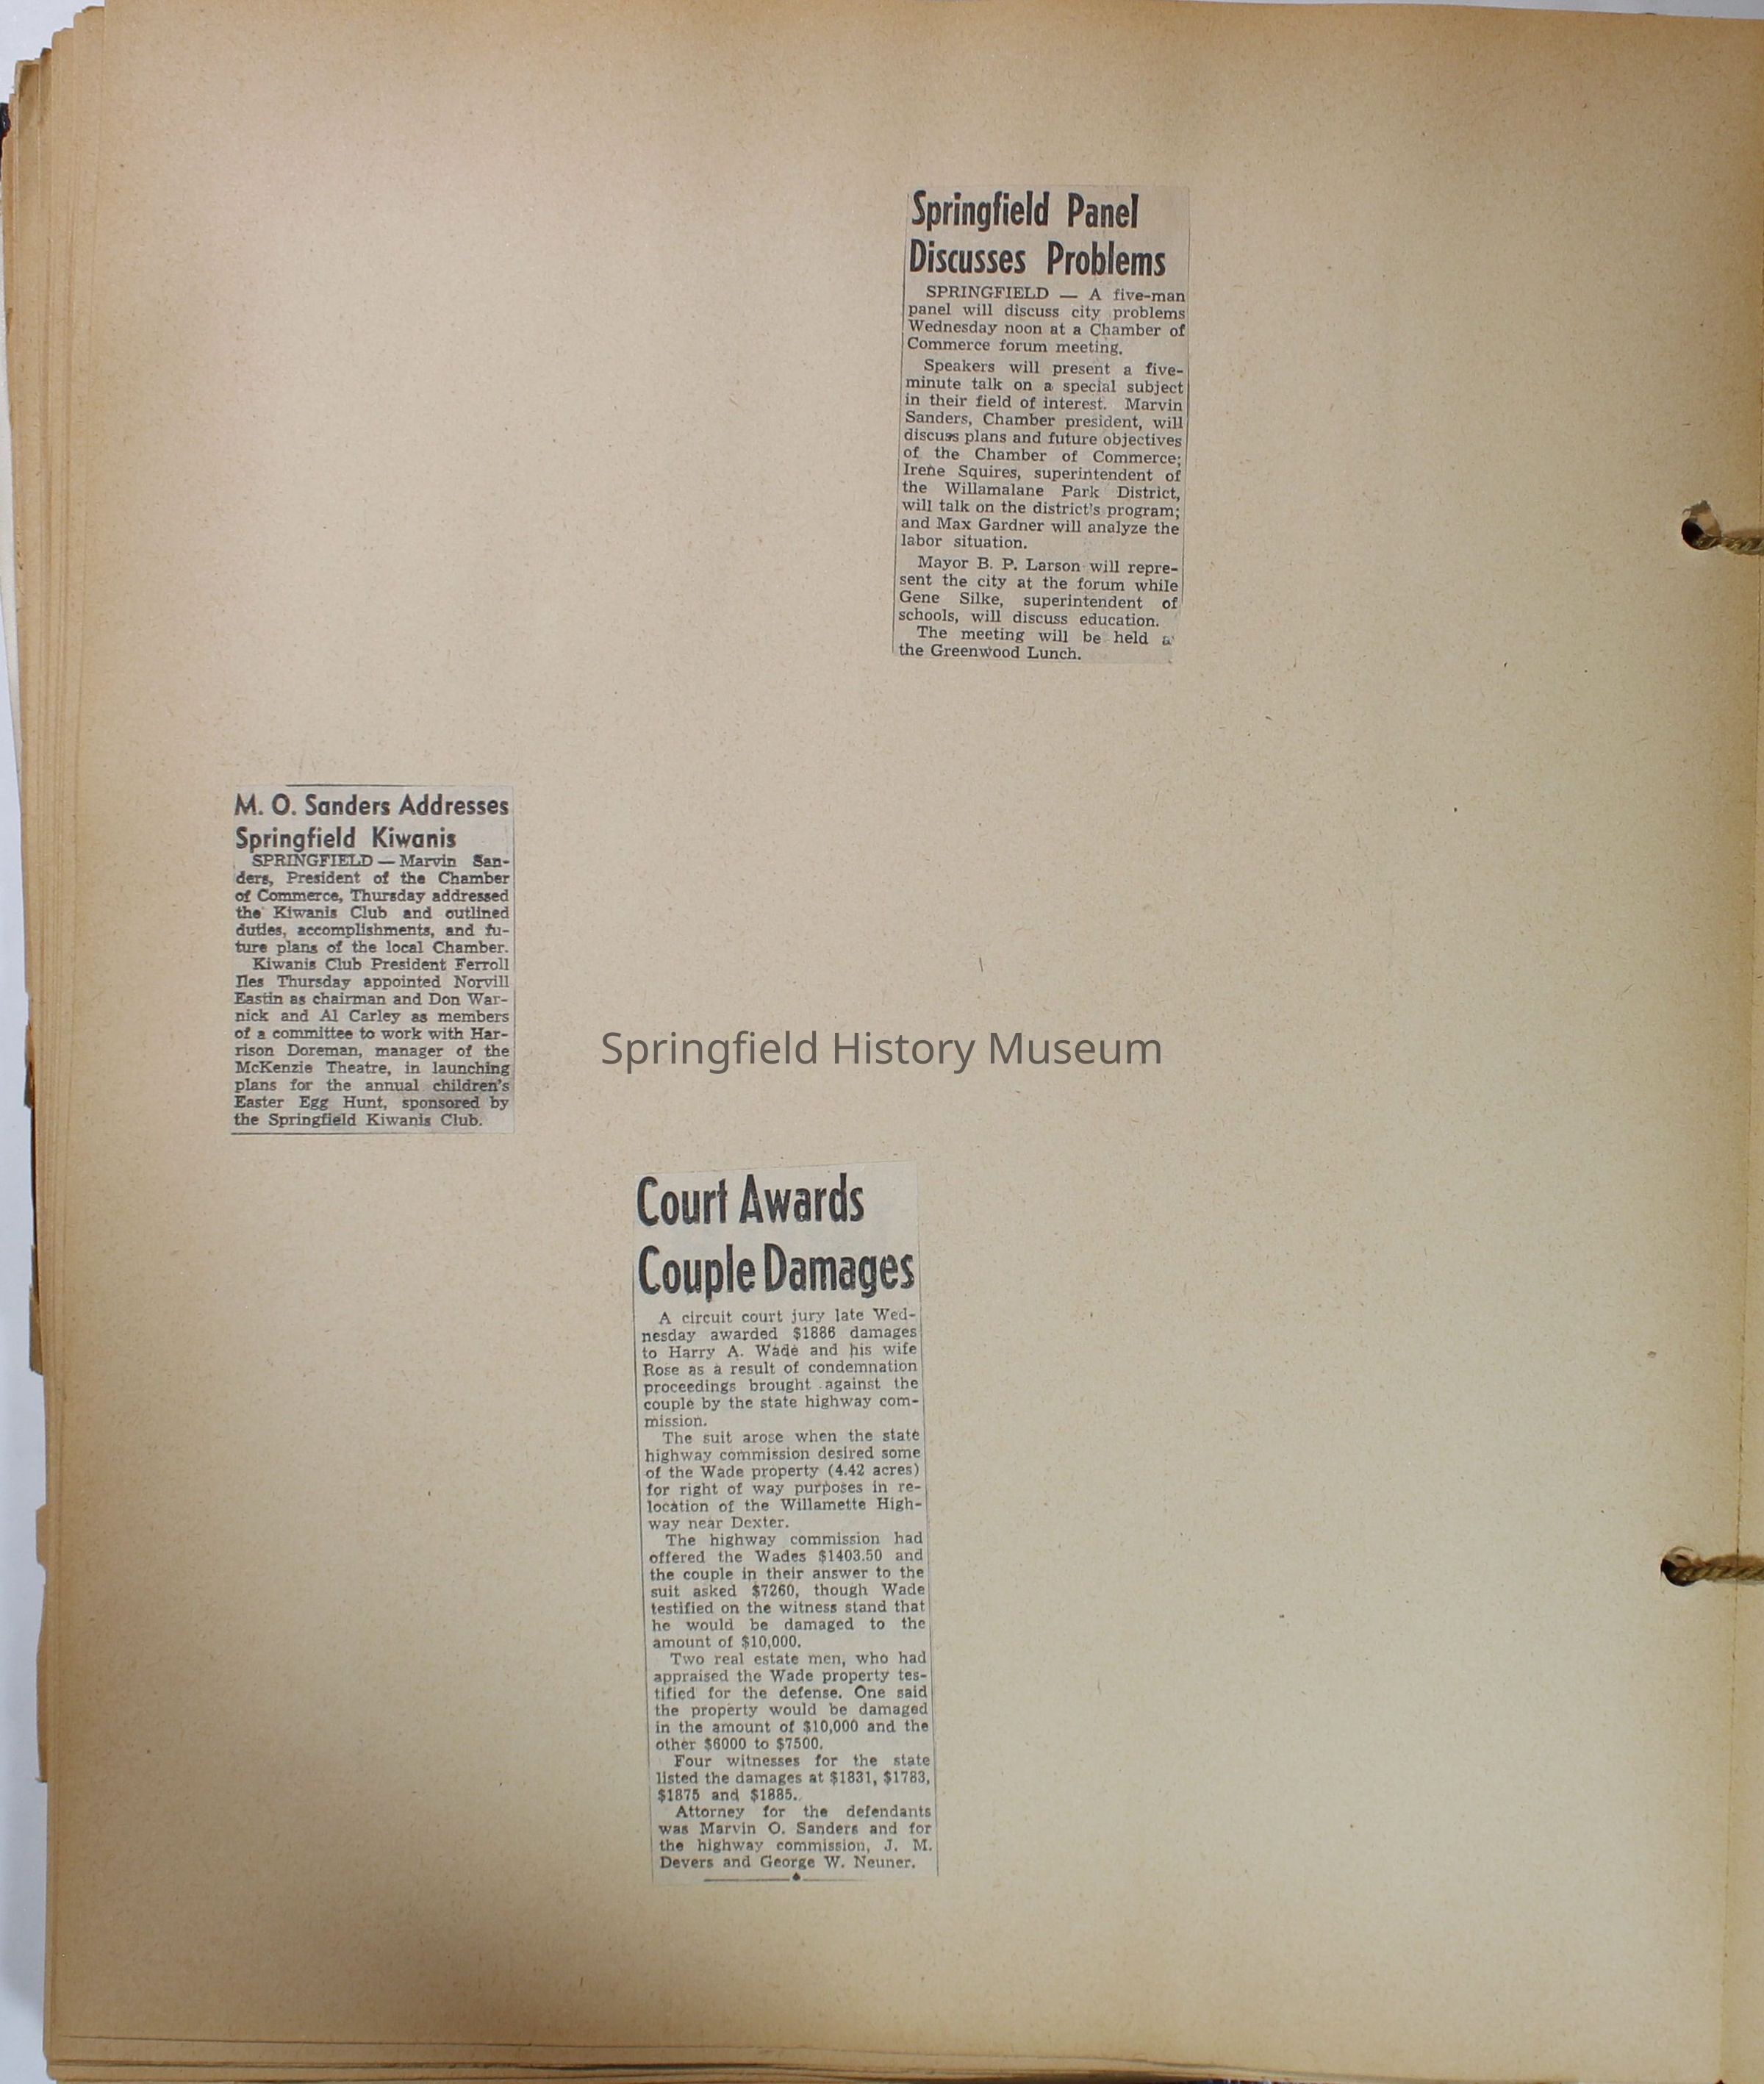 Springfield Panel
Discusses Problems
SPRINGFIELD — A five-man
panel will discuss city problems
Wednesday noon at a Chamber of
Commerce forum meeting.
Speakers will present a five-
minute talk on a special subject
in their field of interest. Marvin
Sanders, Chamber president, will
discuss plans and future objectives
of the Chamber of Commerce;
Irene Squires, superintendent of
the Willamalane Park District,
will talk on the district's program;
and Max Gardner will analyze the
labor situation.
Mayor B. P. Larson will repre-
sent the city at the forum while
Gene Silke, superintendent of
schools, will discuss education.
The meeting will be held a
the Greenwood Lunch.
M. O. Sanders Addresses
Springfield Kiwanis
SPRINGFIELD — Marvin San-
ders, President of the Chamber
of Commerce, Thursday addressed
the Kiwanis Club and outlined
duties, accomplishments, and fu-
ture plans of the local Chamber.
Kiwanis Club President Ferroll
Iles Thursday appointed Norvill
Eastin as chairman and Don War-
nick and Al Carley as members
of a committee to work with Har-
rison Doreman, manager of the
McKenzie Theatre, in launching
plans for the annual children's
Easter Egg Hunt, sponsored by
the Springfield Kiwanis Club.
Springfield History Museum
Court Awards
Couple Damages
A circuit court jury late Wed-
nesday awarded $1886 damages
to Harry A. Wade and his wife
Rose as a result of condemnation
proceedings brought against the
couple by the state highway com-
mission.
The suit arose when the state
highway commission desired some
of the Wade property (4.42 acres)
for right of way purposes in re-
location of the Willamette High-
way near Dexter.
The highway commission had
offered the Wades $1403.50 and
the couple in their answer to the
suit asked $7260, though Wade
testified on the witness stand that
he would be damaged to the
amount of $10,000.
Two real estate men, who had
appraised the Wade property tes-
tified for the defense. One said
the property would be damaged
in the amount of $10,000 and the
other $6000 to $7500.
Four witnesses for the state
listed the damages at $1831, $1783,
$1875 and $1885.
Attorney for the defendants
was Marvin O. Sanders and for
the highway commission, J. M.
Devers and George W. Neuner.